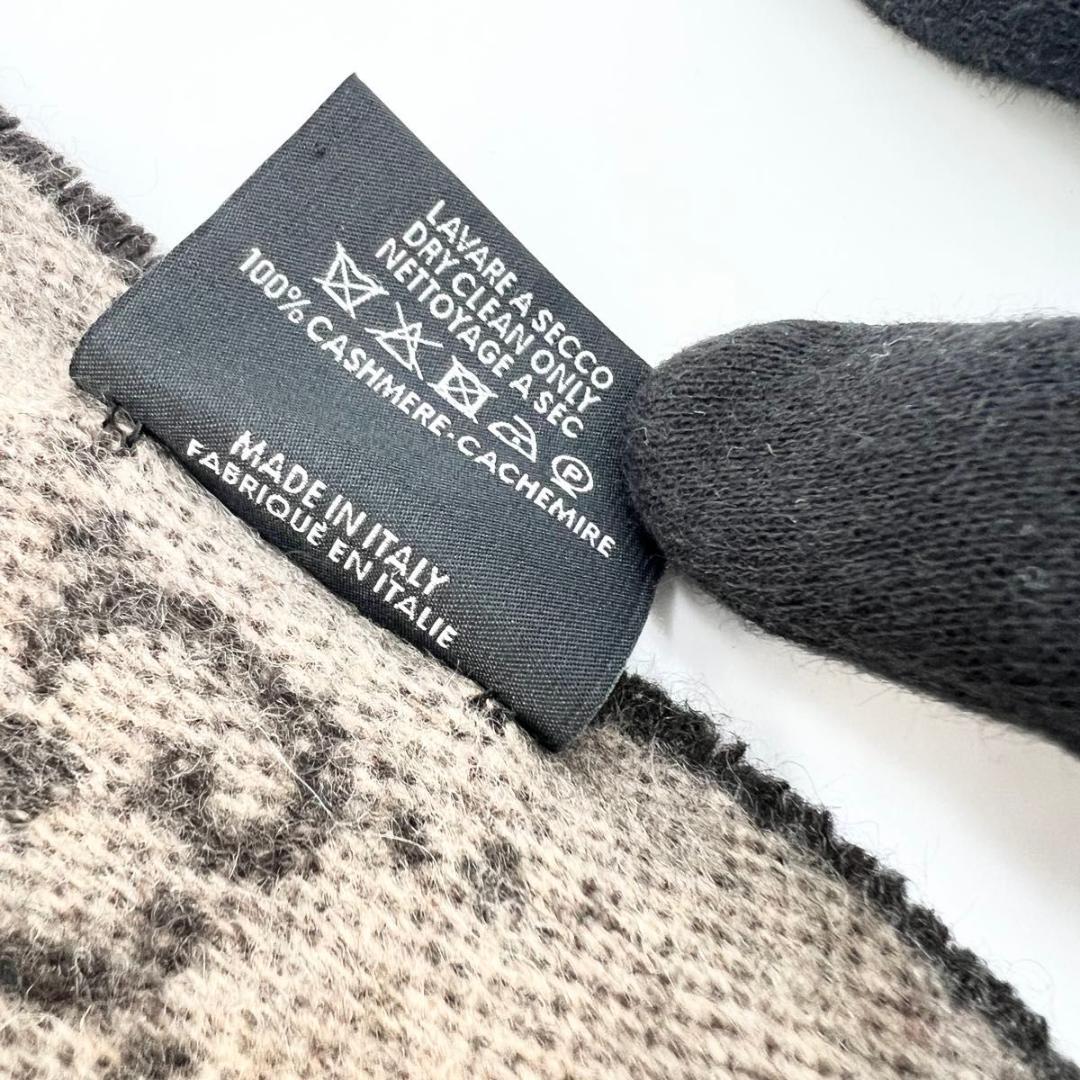 LAVARE A SECCO
DRY CLEAN ONLY
NETTOYAGE A SEC
P
100% CASHMERE·CACHEMIRE
MADE IN ITALY
FABRIQUÉ EN ITALIE